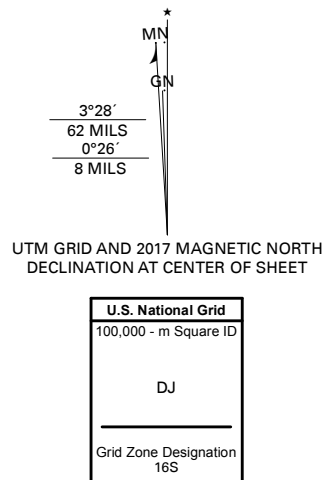 ★
MN
GN
3°28´
62 MILS
0°26´
8 MILS
UTM GRID AND 2017 MAGNETIC NORTH
DECLINATION AT CENTER OF SHEET
U.S. National Grid
100,000 - m Square ID
DJ
Grid Zone Designation
16S